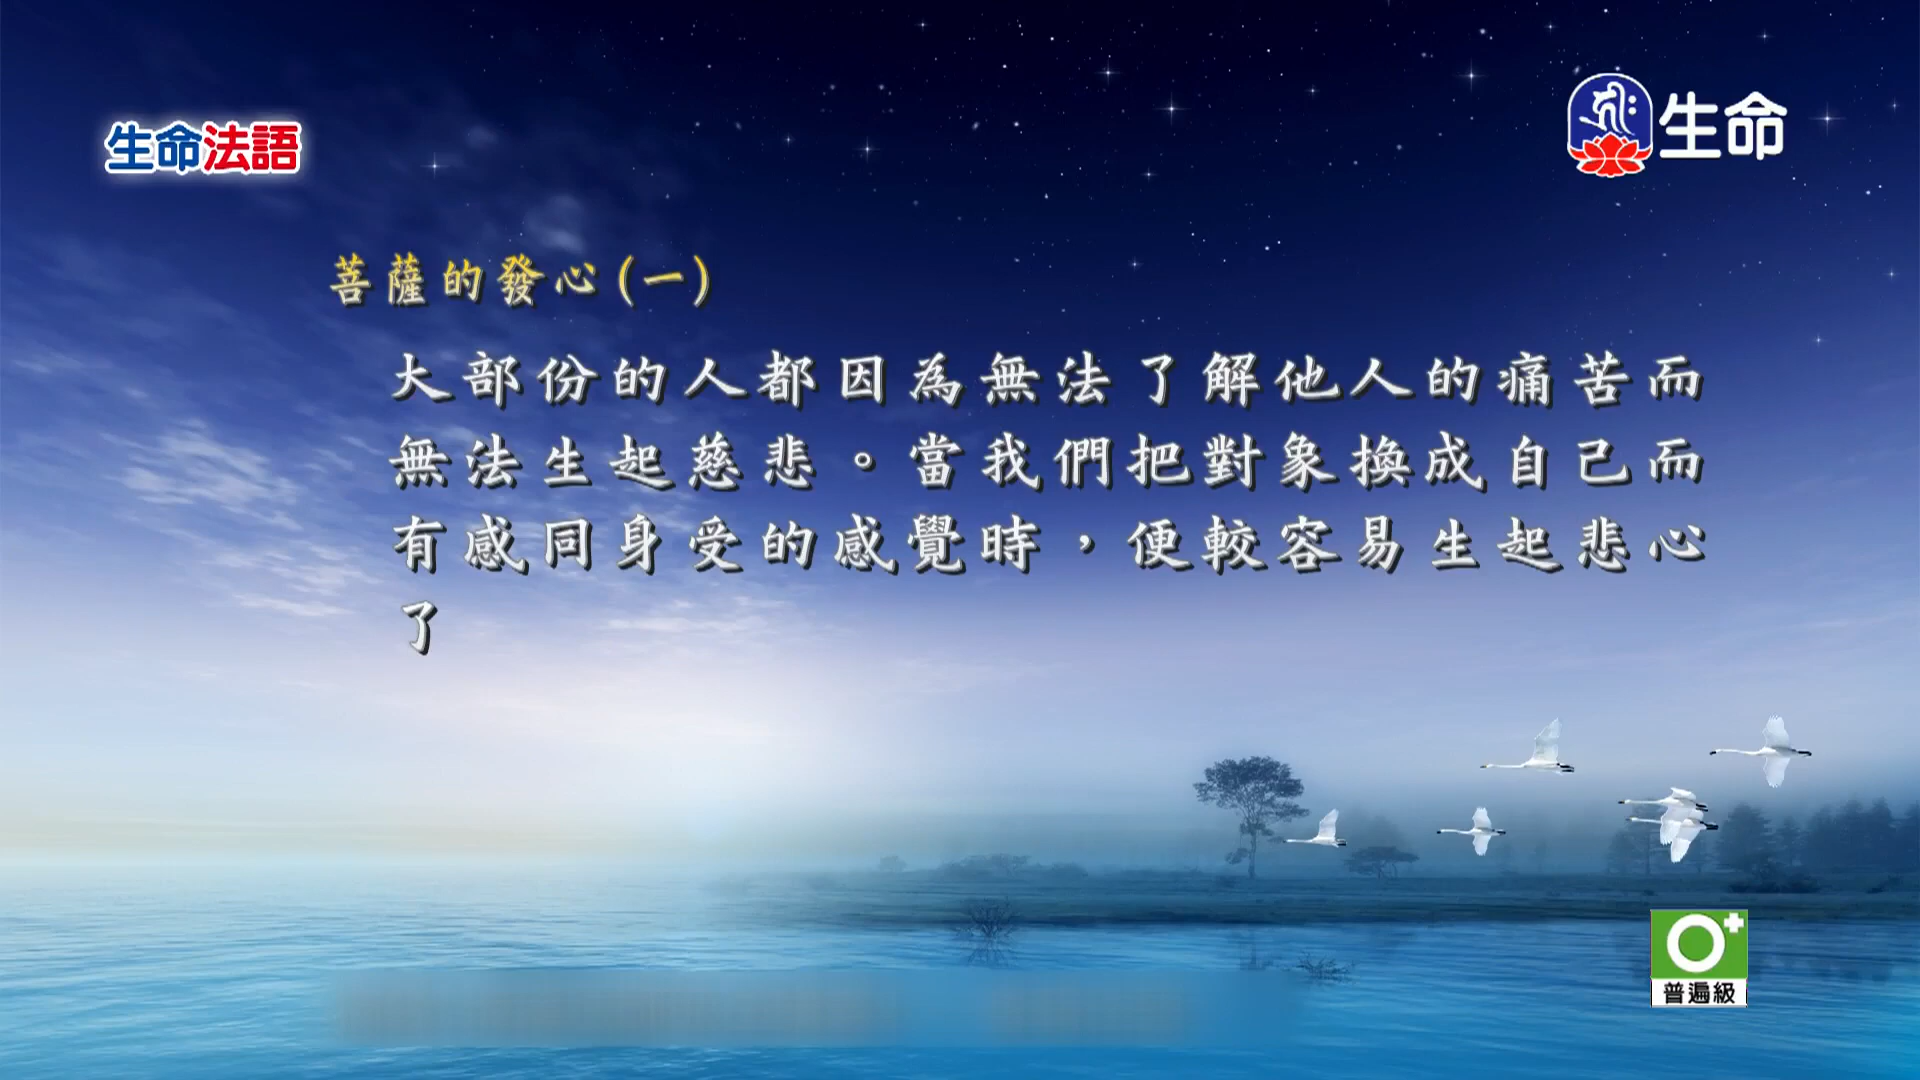 生命法語
生命
菩薩的發心(一)
大部份的人都因為無法了解他人的痛苦而
無法生起慈悲。當我們把對象換成自己而
有感同身受的感覺時,便較容易生起悲心
了
普遍級